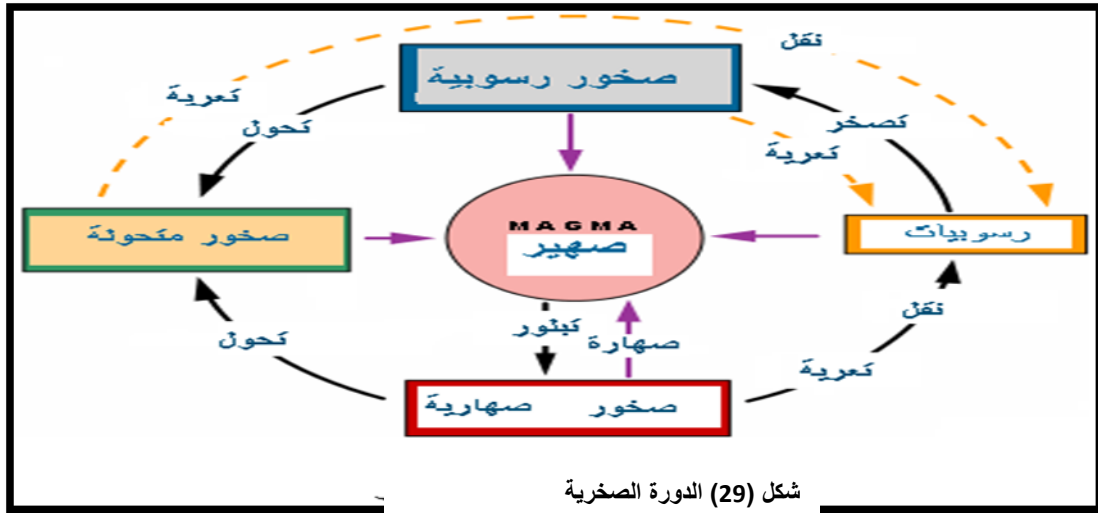 نقل
صخور رسوبية
تعرية
تحول
تصخر
تعرية
MAGMA
صهير
صخور متحولة
رسوبيات
نقل
تبلور
صهارة
تحول
تعرية
صخور صهارية
شكل (29) الدورة الصخرية